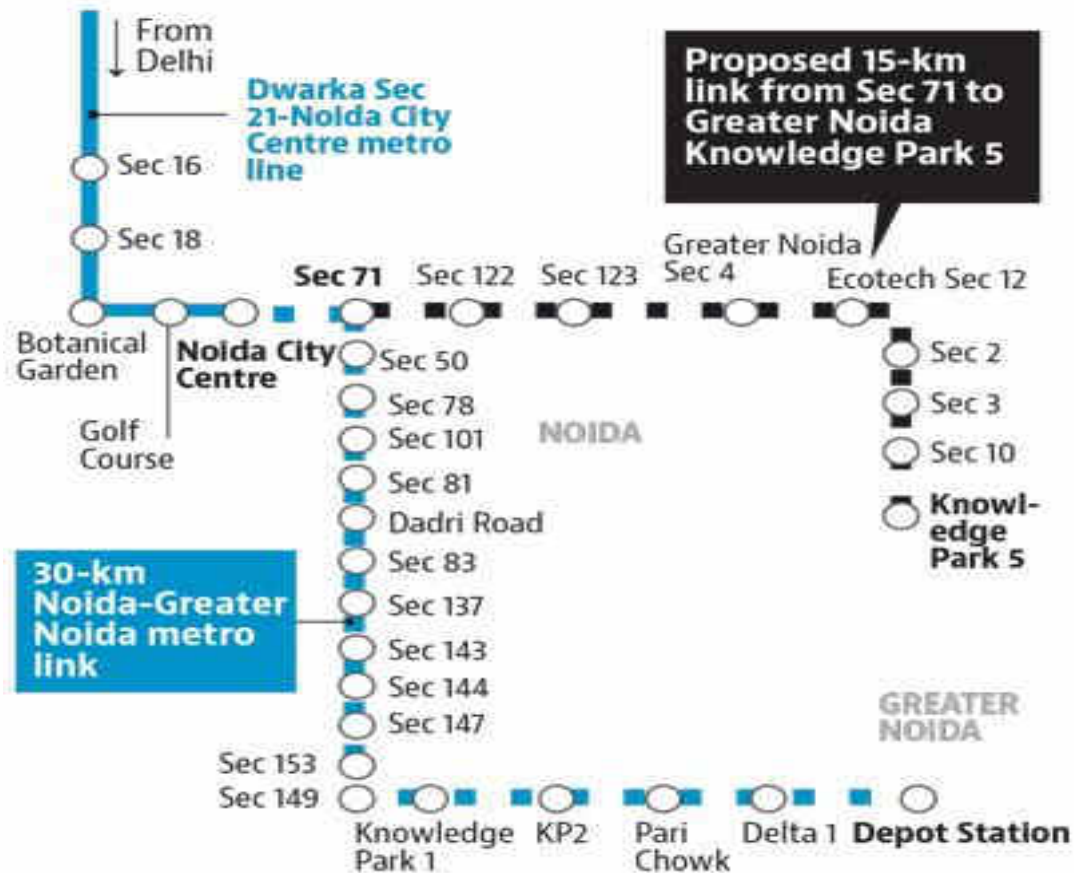 From
Delhi
Dwarka Sec
21-Noida City
Centre metro
line
Proposed 15-km
link from Sec 71 to
Greater Noida
Knowledge Park 5
Sec 16
Sec 18
Botanical
Garden
Golf
Course
Noida City
Centre
Sec 71
Sec 122
Sec 123
Greater Noida
Sec 4
Ecotech Sec 12
Sec 2
Sec 3
Sec 10
Knowl-
edge
Park 5
Sec 50
Sec 78
Sec 101
Sec 81
Dadri Road
Sec 83
Sec 137
Sec 143
Sec 144
Sec 147
Sec 153
Sec 149
NOIDA
30-km
Noida-Greater
Noida metro
link
GREATER
NOIDA
Knowledge
Park 1
KP2
Pari
Chowk
Delta 1
Depot Station